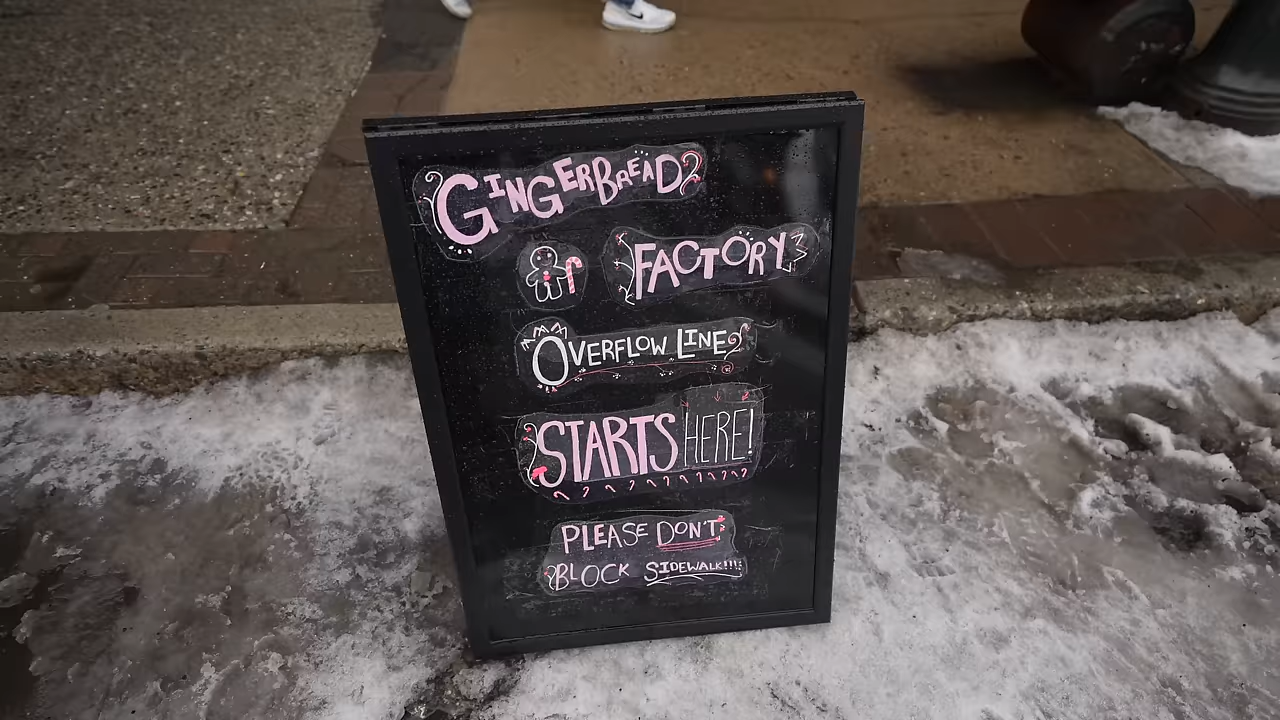 GINGERBREAD
FACTORY
OVERFLOW LINE
STARTS HERE!
PLEASE DON'T
BLOCK SIDEWALK!!!